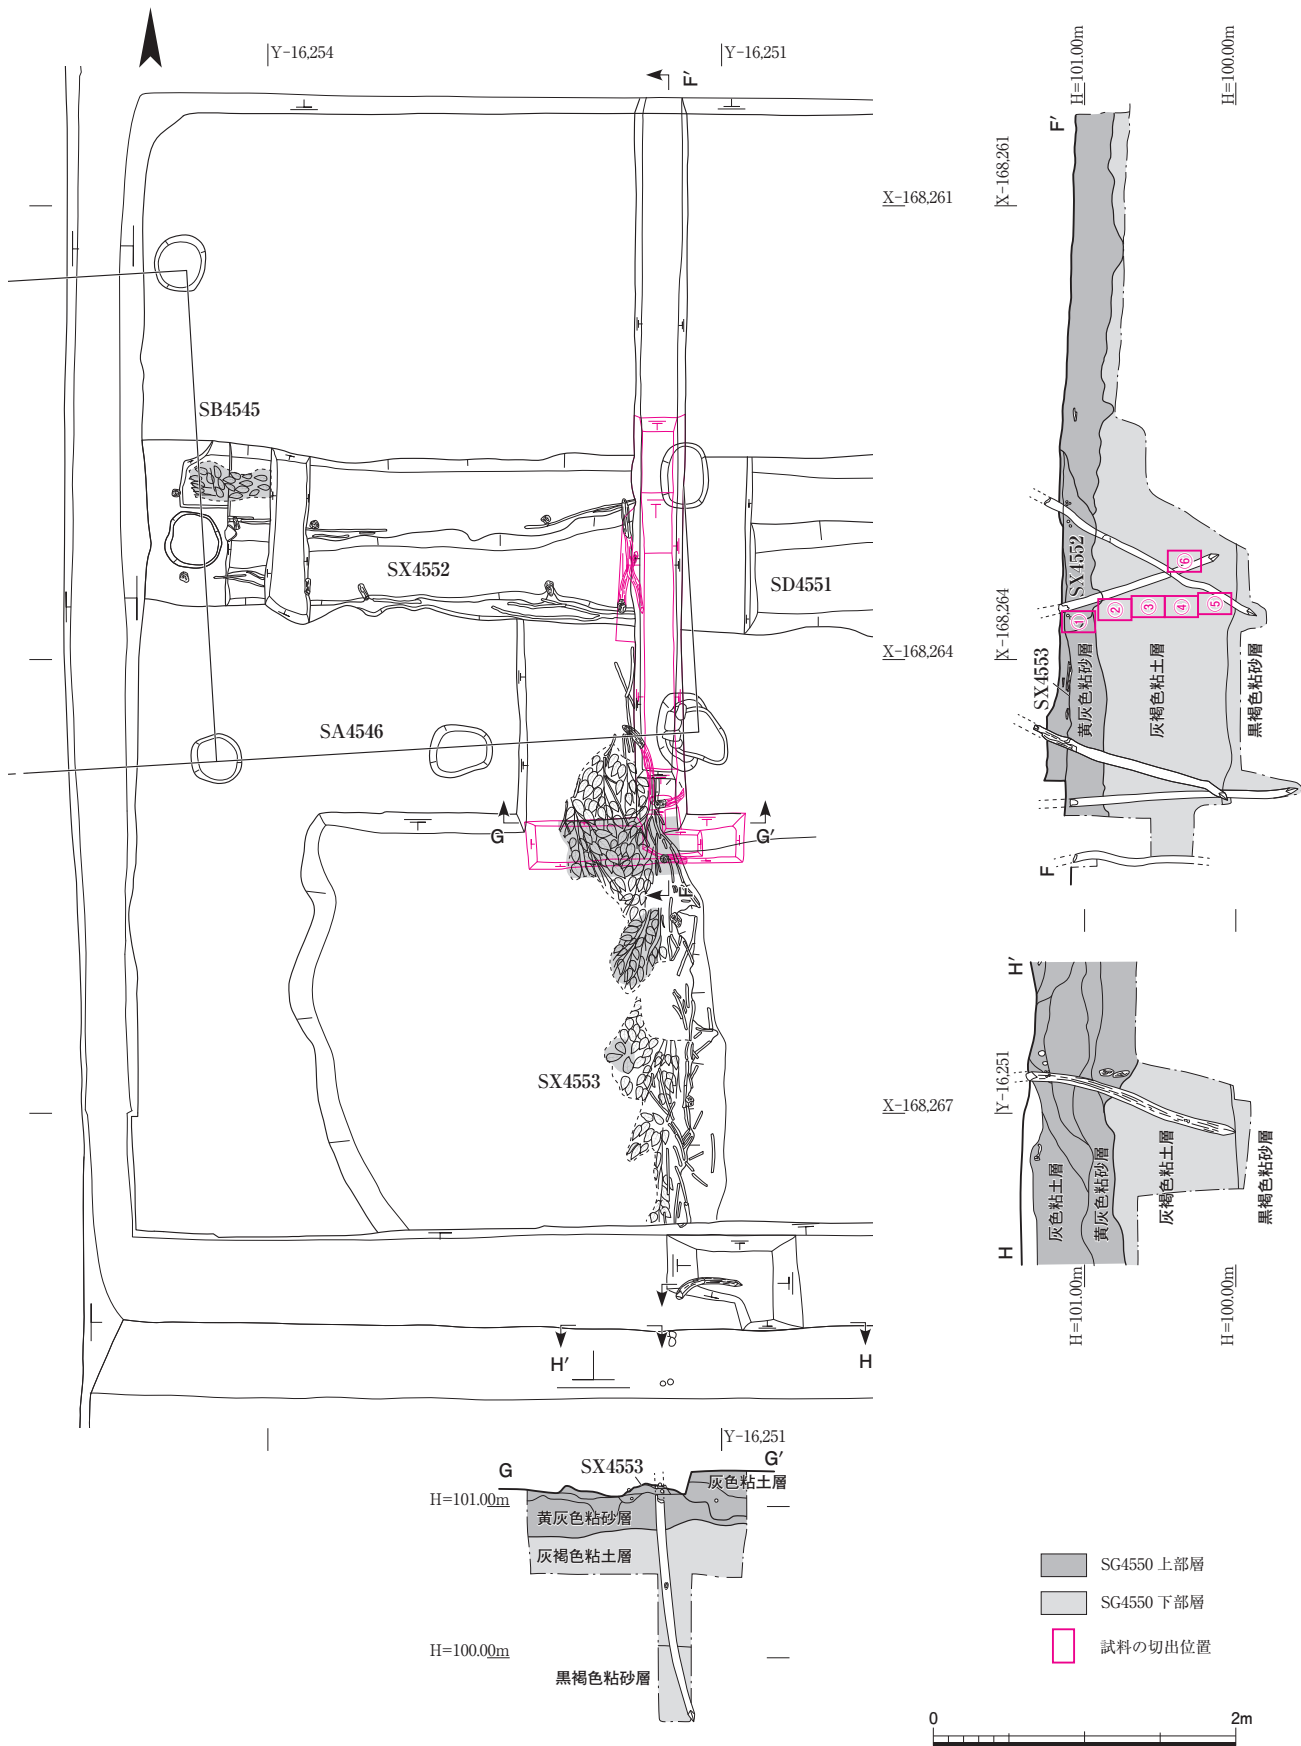 Y-16,254
Y-16,251
F'
X-168,261
SB4545
SX4552
SD4551
X-168,264
SA4546
G
G'
F
SX4553
X-168,267
H'
H
Y-16,251
H=101.00m
H=100.00m
F'
X-168,261
SX4552
①
②
③
④
⑤
⑥
X-168,264
SX4553
黄灰色粘砂層
灰褐色粘土層
黒褐色粘砂層
F
H'
Y-16,251
灰色粘土層
黄灰色粘砂層
灰褐色粘土層
黒褐色粘砂層
H
H=101.00m
H=100.00m
G
SX4553
G'
灰色粘土層
H=101.00m
黄灰色粘砂層
灰褐色粘土層
H=100.00m
黒褐色粘砂層
SG4550 上部層
SG4550 下部層
試料の切出位置
0
2m